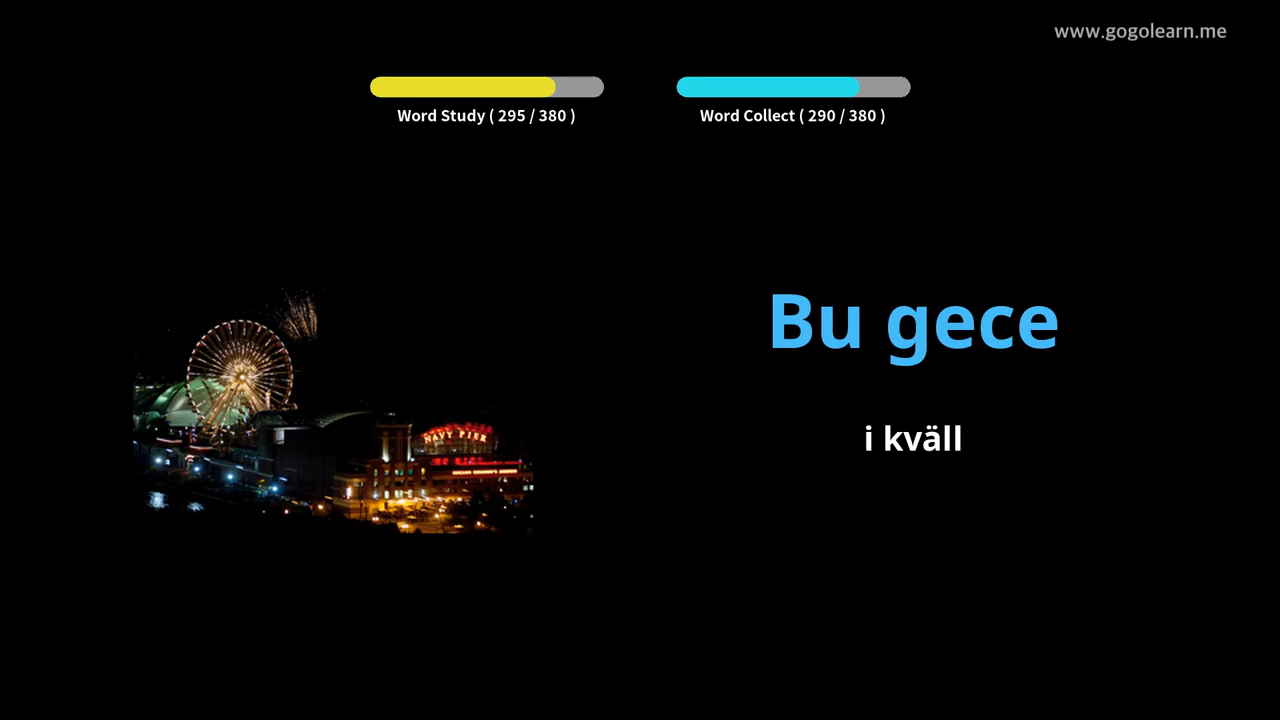 www.gogolearn.me
Word Study ( 295 / 380 )
Word Collect ( 290 / 380 )
Bu gece
i kväll
NAVY PIER